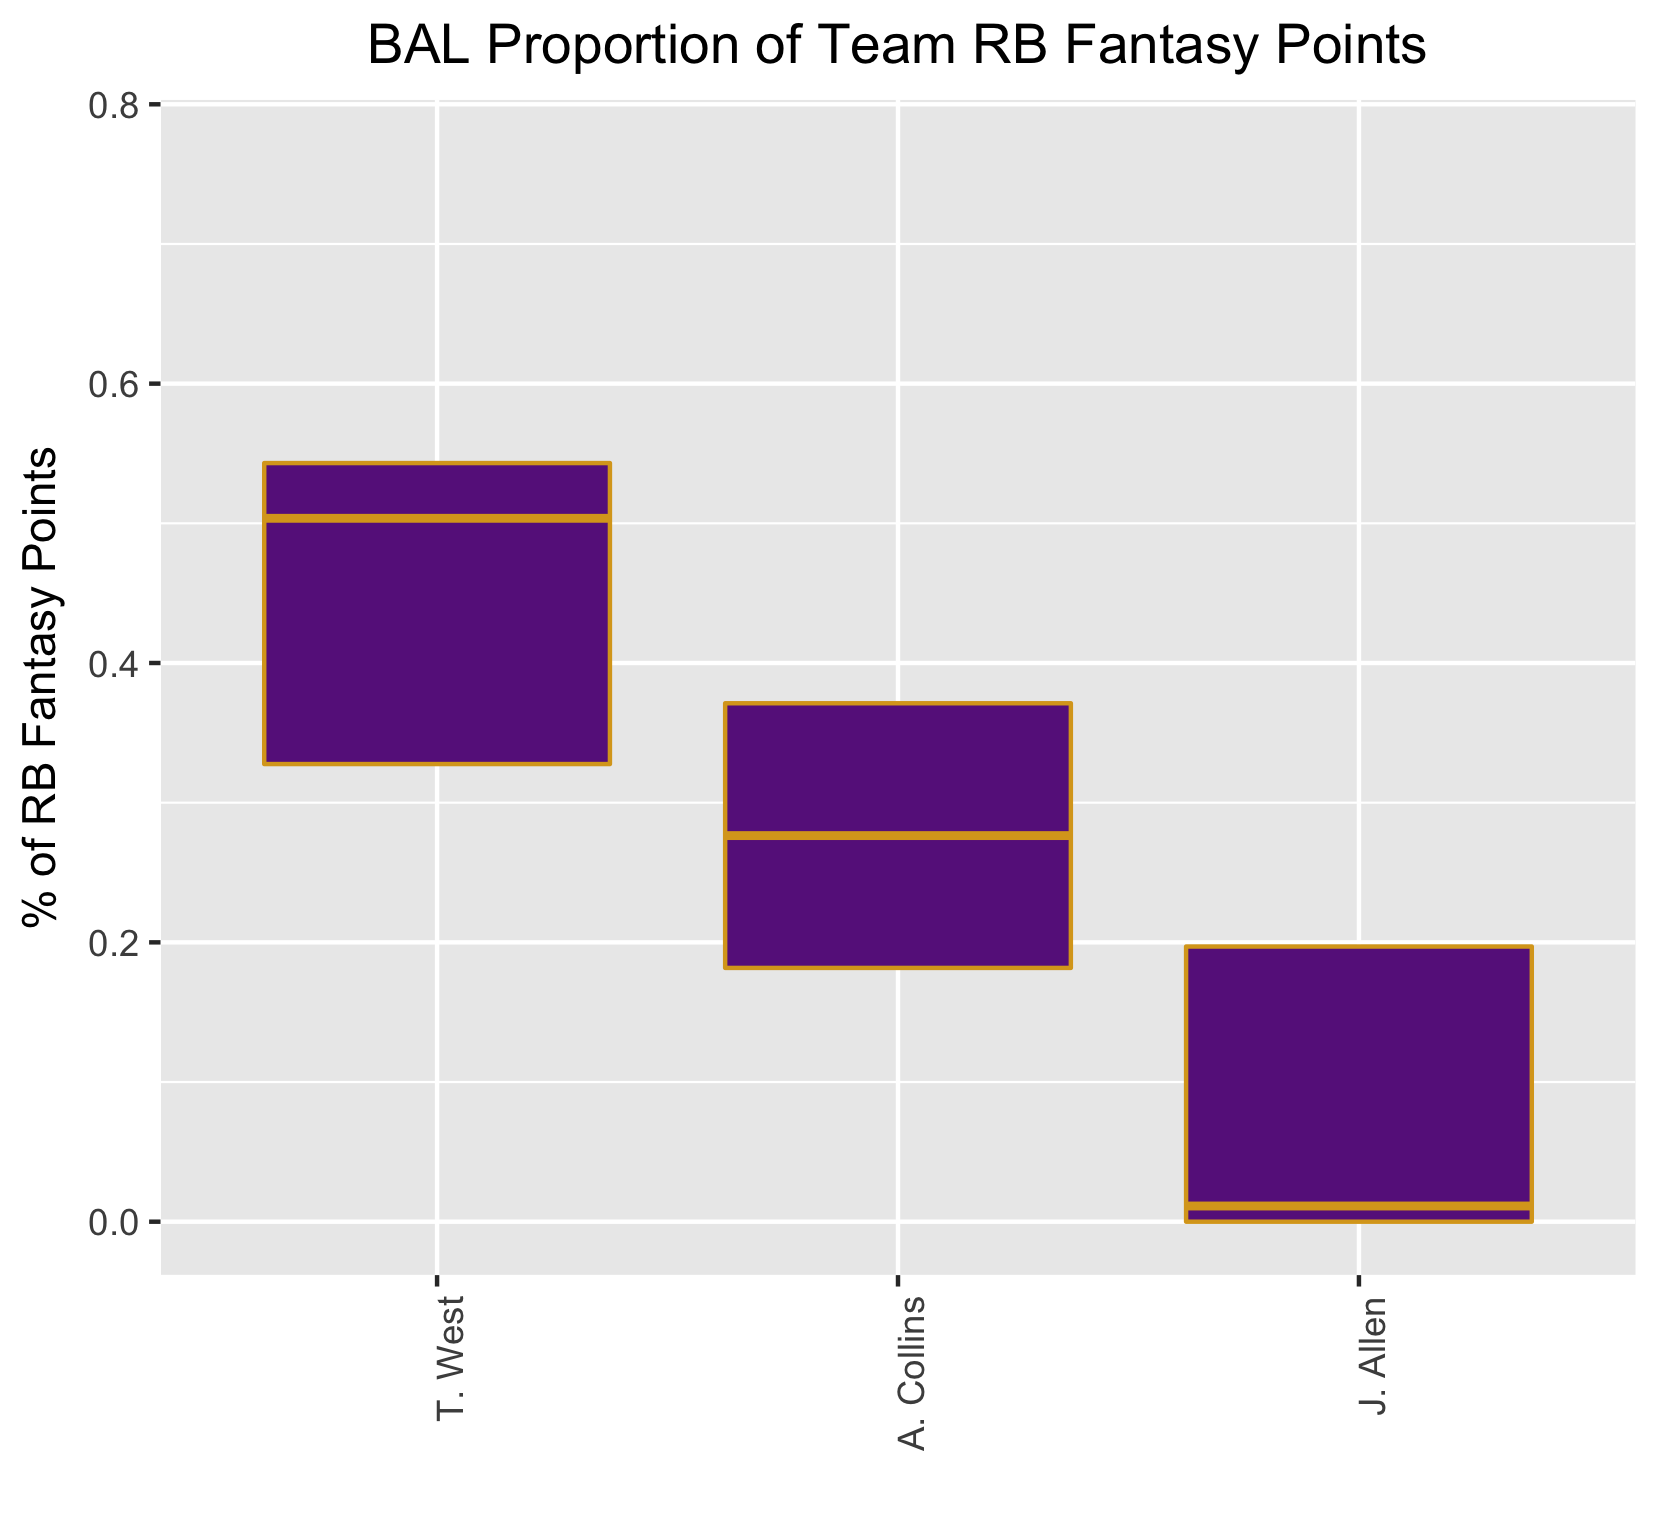 BAL Proportion of Team RB Fantasy Points
% of RB Fantasy Points
0.8
0.6
0.4
0.2
0.0
T. West
A. Collins
J. Allen